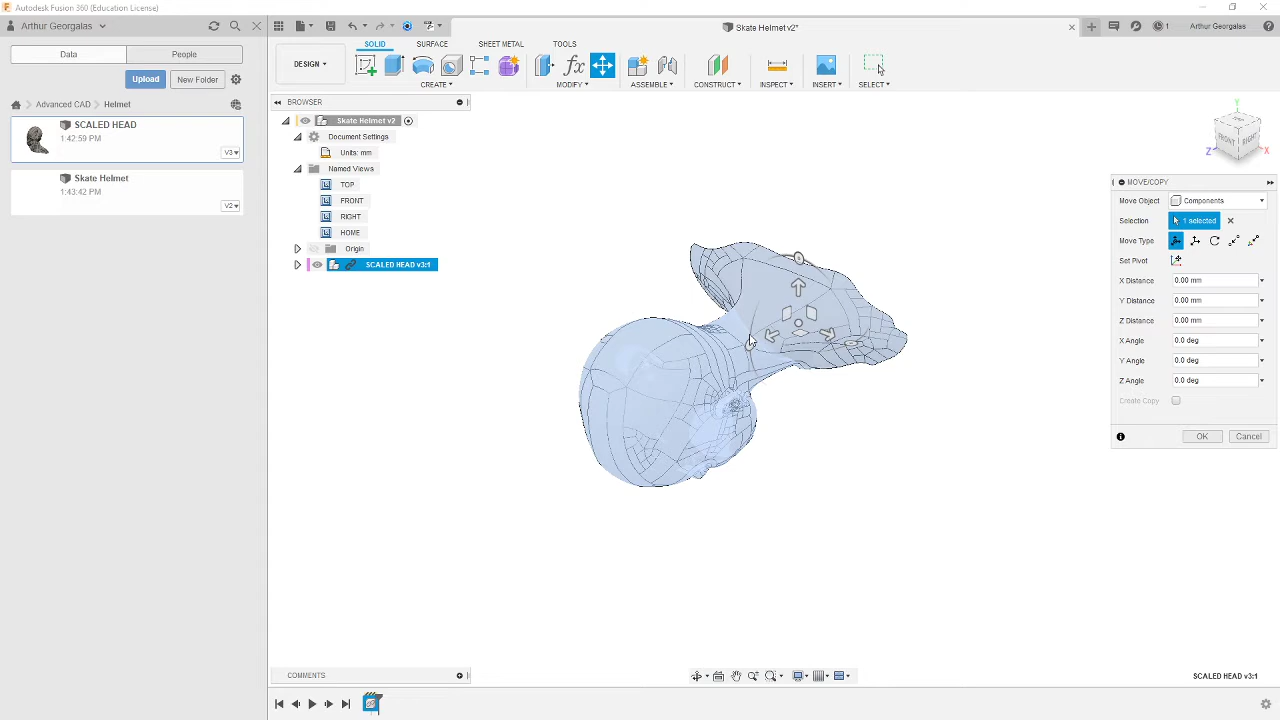 Autodesk Fusion 360 (Education License)
Arthur Georgalas
Skate Helmet v2*
1
Arthur Georgalas
Data
People
DESIGN
SOLID
SURFACE
SHEET METAL
TOOLS
Upload
New Folder
CREATE
MODIFY
ASSEMBLE
CONSTRUCT
INSPECT
INSERT
SELECT
Advanced CAD
Helmet
BROWSER
SCALED HEAD
1:42:59 PM
V3
Skate Helmet v2
Document Settings
Units: mm
Named Views
Skate Helmet
1:43:42 PM
V2
TOP
FRONT
RIGHT
HOME
Origin
SCALED HEAD v3:1
Y
FRONT
RIGHT
Z
X
MOVE/COPY
Move Object
Components
Selection
1 selected
Move Type
Set Pivot
X Distance
0.00 mm
Y Distance
0.00 mm
Z Distance
0.00 mm
X Angle
0.0 deg
Y Angle
0.0 deg
Z Angle
0.0 deg
Create Copy
OK
Cancel
COMMENTS
SCALED HEAD v3:1